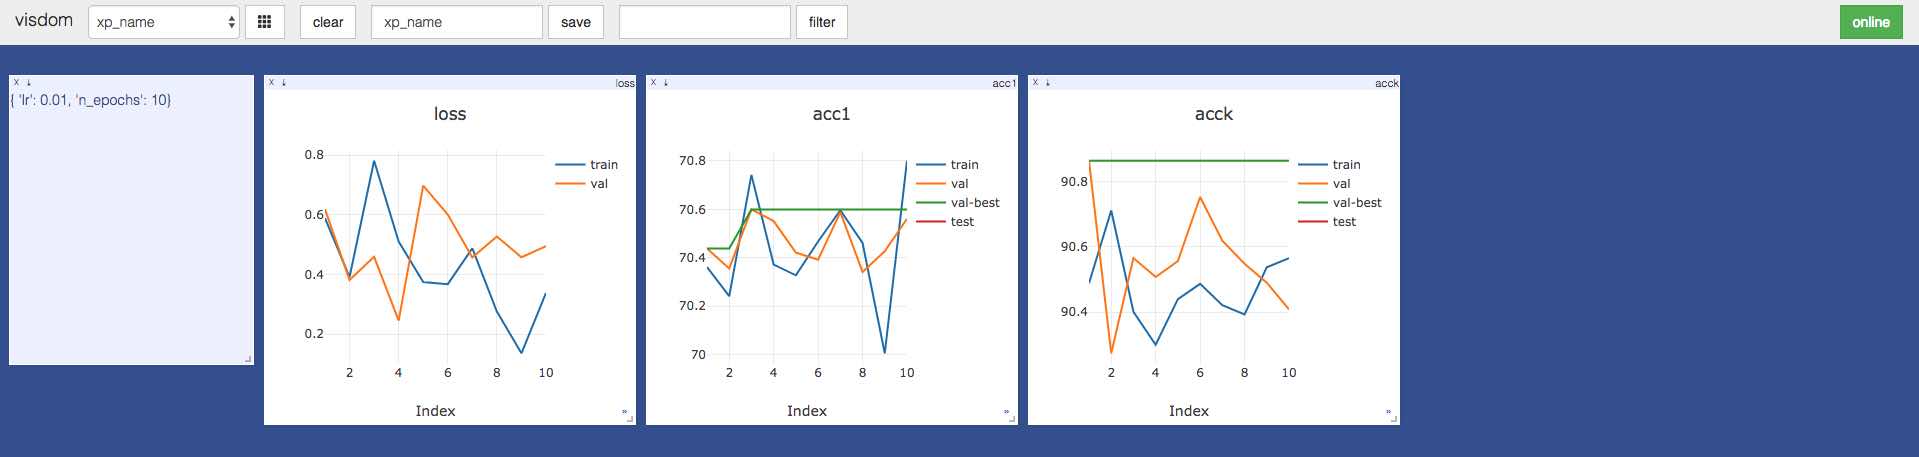 visdom xp_name clear xp_name save filter online
X ↓
{ 'lr': 0.01, 'n_epochs': 10}
X ↓ loss
loss
0.8
0.6
0.4
0.2
2 4 6 8 10
Index
train
val
»
X ↓ acc1
acc1
70.8
70.6
70.4
70.2
70
2 4 6 8 10
Index
train
val
val-best
test
»
X ↓ acck
acck
90.8
90.6
90.4
2 4 6 8 10
Index
train
val
val-best
test
»